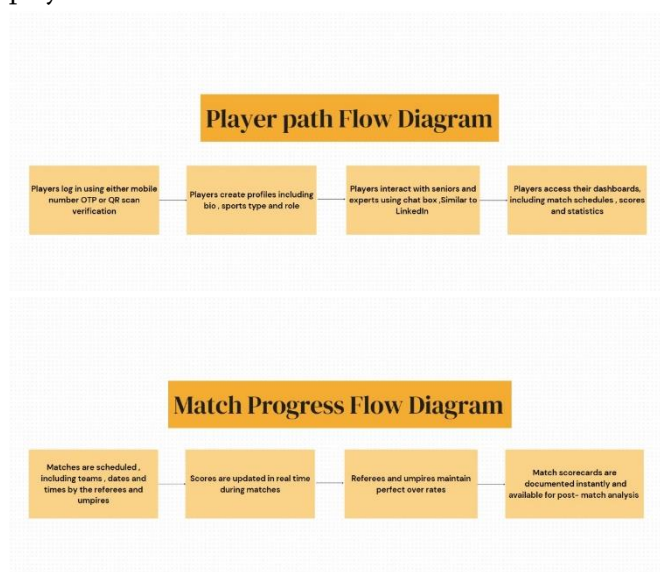 Player path Flow Diagram
Players log in using either mobile
number OTP or QR scan
verification
Players create profiles including
bio , sports type and role
Players interact with seniors and
experts using chat box ,Similar to
LinkedIn
Players access their dashboards,
including match schedules , scores
and statistics
Match Progress Flow Diagram
Matches are scheduled ,
including teams , dates and
times by the referees and
umpires
Scores are updated in real time
during matches
Referees and umpires maintain
perfect over rates
Match scorecards are
documented instantly and
available for post- match analysis